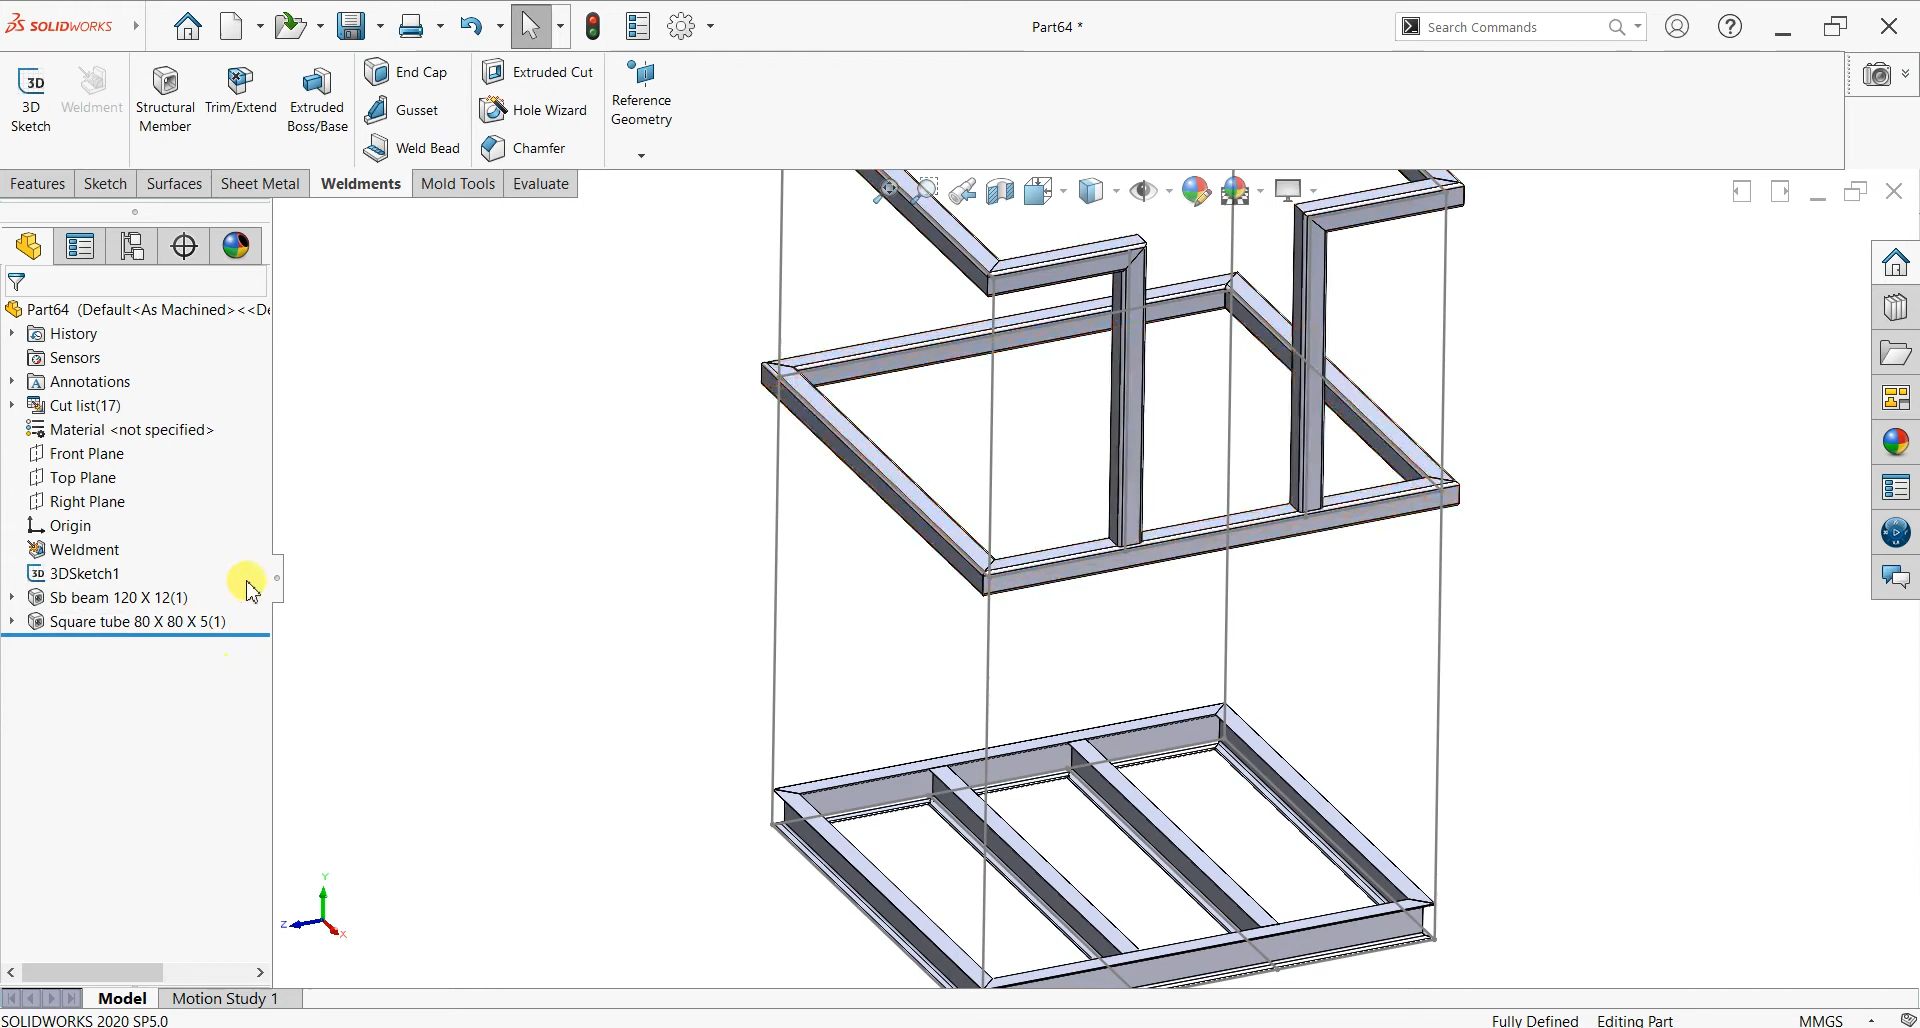 SOLIDWORKS
Part64 *
Search Commands
3D
Sketch
Weldment
Structural
Member
Trim/Extend
Extruded
Boss/Base
End Cap
Gusset
Weld Bead
Extruded Cut
Hole Wizard
Chamfer
Reference
Geometry
Features
Sketch
Surfaces
Sheet Metal
Weldments
Mold Tools
Evaluate
Part64 (Default<As Machined><<De
History
Sensors
Annotations
Cut list(17)
Material <not specified>
Front Plane
Top Plane
Right Plane
Origin
Weldment
3DSketch1
Sb beam 120 X 12(1)
Square tube 80 X 80 X 5(1)
Y
Z
X
Model
Motion Study 1
SOLIDWORKS 2020 SP5.0
Fully Defined
Editing Part
MMGS